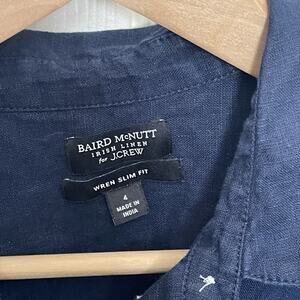 BAIRD McNUTT
IRISH LINEN
for J.CREW
WREN SLIM FIT
4
MADE IN
INDIA